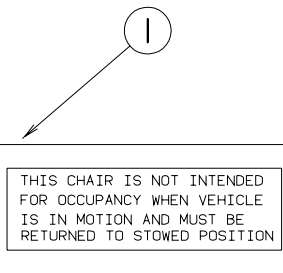 1
THIS CHAIR IS NOT INTENDED
FOR OCCUPANCY WHEN VEHICLE
IS IN MOTION AND MUST BE
RETURNED TO STOWED POSITION